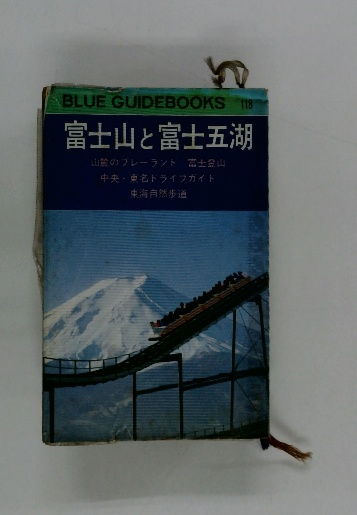 BLUE GUIDEBOOKS 118
富士山と富士五湖
山麓のプレーランド 富士登山
中央・東名ドライブガイド
東海自然歩道